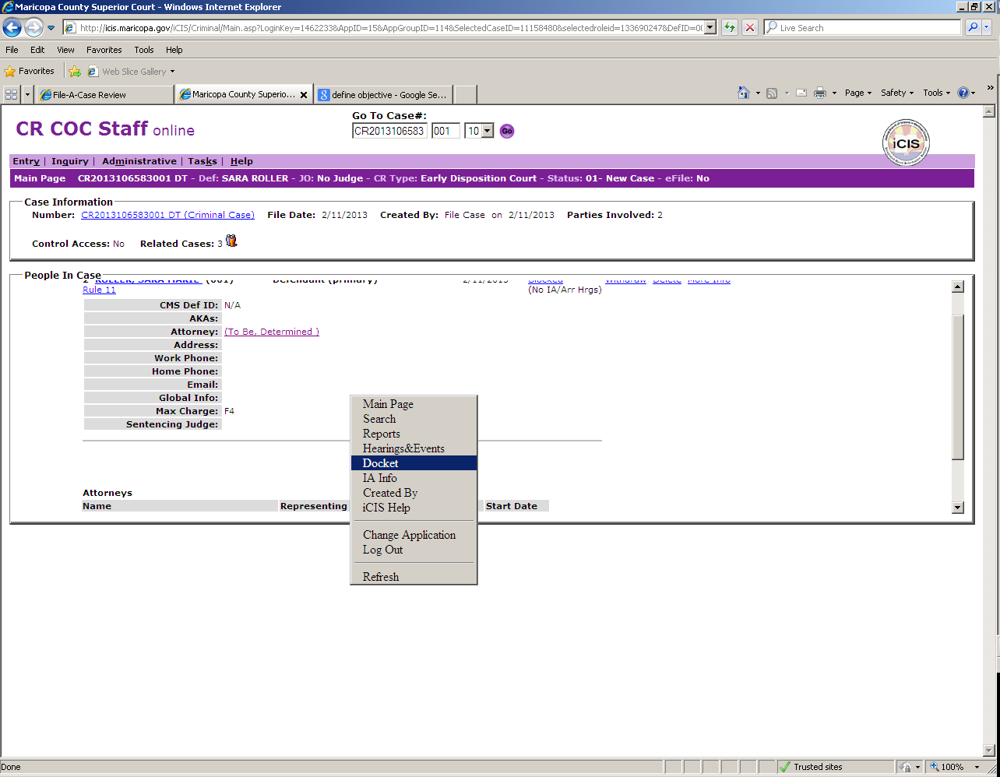 Maricopa County Superior Court - Windows Internet Explorer
http://icis.maricopa.gov/iCIS/Criminal/Main.asp?LoginKey=1462233&AppID=15&AppGroupID=114&SelectedCaseID=11158480&selectedroleid=133690247&DefID=00
Live Search
File Edit View Favorites Tools Help
Favorites Web Slice Gallery
File-A-Case Review
Maricopa County Superio...
define objective - Google Se...
Page Safety Tools
CR COC Staff online
Go To Case#:
CR2013106583 001 10 Go
iCIS
Entry | Inquiry | Administrative | Tasks | Help
Main Page CR2013106583001 DT - Def: SARA ROLLER - JO: No Judge - CR Type: Early Disposition Court - Status: 01- New Case - eFile: No
Case Information
Number: CR2013106583001 DT (Criminal Case) File Date: 2/11/2013 Created By: File Case on 2/11/2013 Parties Involved: 2
Control Access: No Related Cases: 3
People In Case
2 ROLLER, SARA MARIE (001) Defendant (primary) 2/11/2013 Blocked Withdraw Delete More Info
Rule 11 (No IA/Arr Hrgs)
CMS Def ID: N/A
AKAs:
Attorney: (To Be, Determined )
Address:
Work Phone:
Home Phone:
Email:
Global Info:
Max Charge: F4
Sentencing Judge:
Main Page
Search
Reports
Hearings&Events
Docket
IA Info
Created By
iCIS Help
Change Application
Log Out
Refresh
Attorneys
Name Representing Start Date
Done Trusted sites 100%